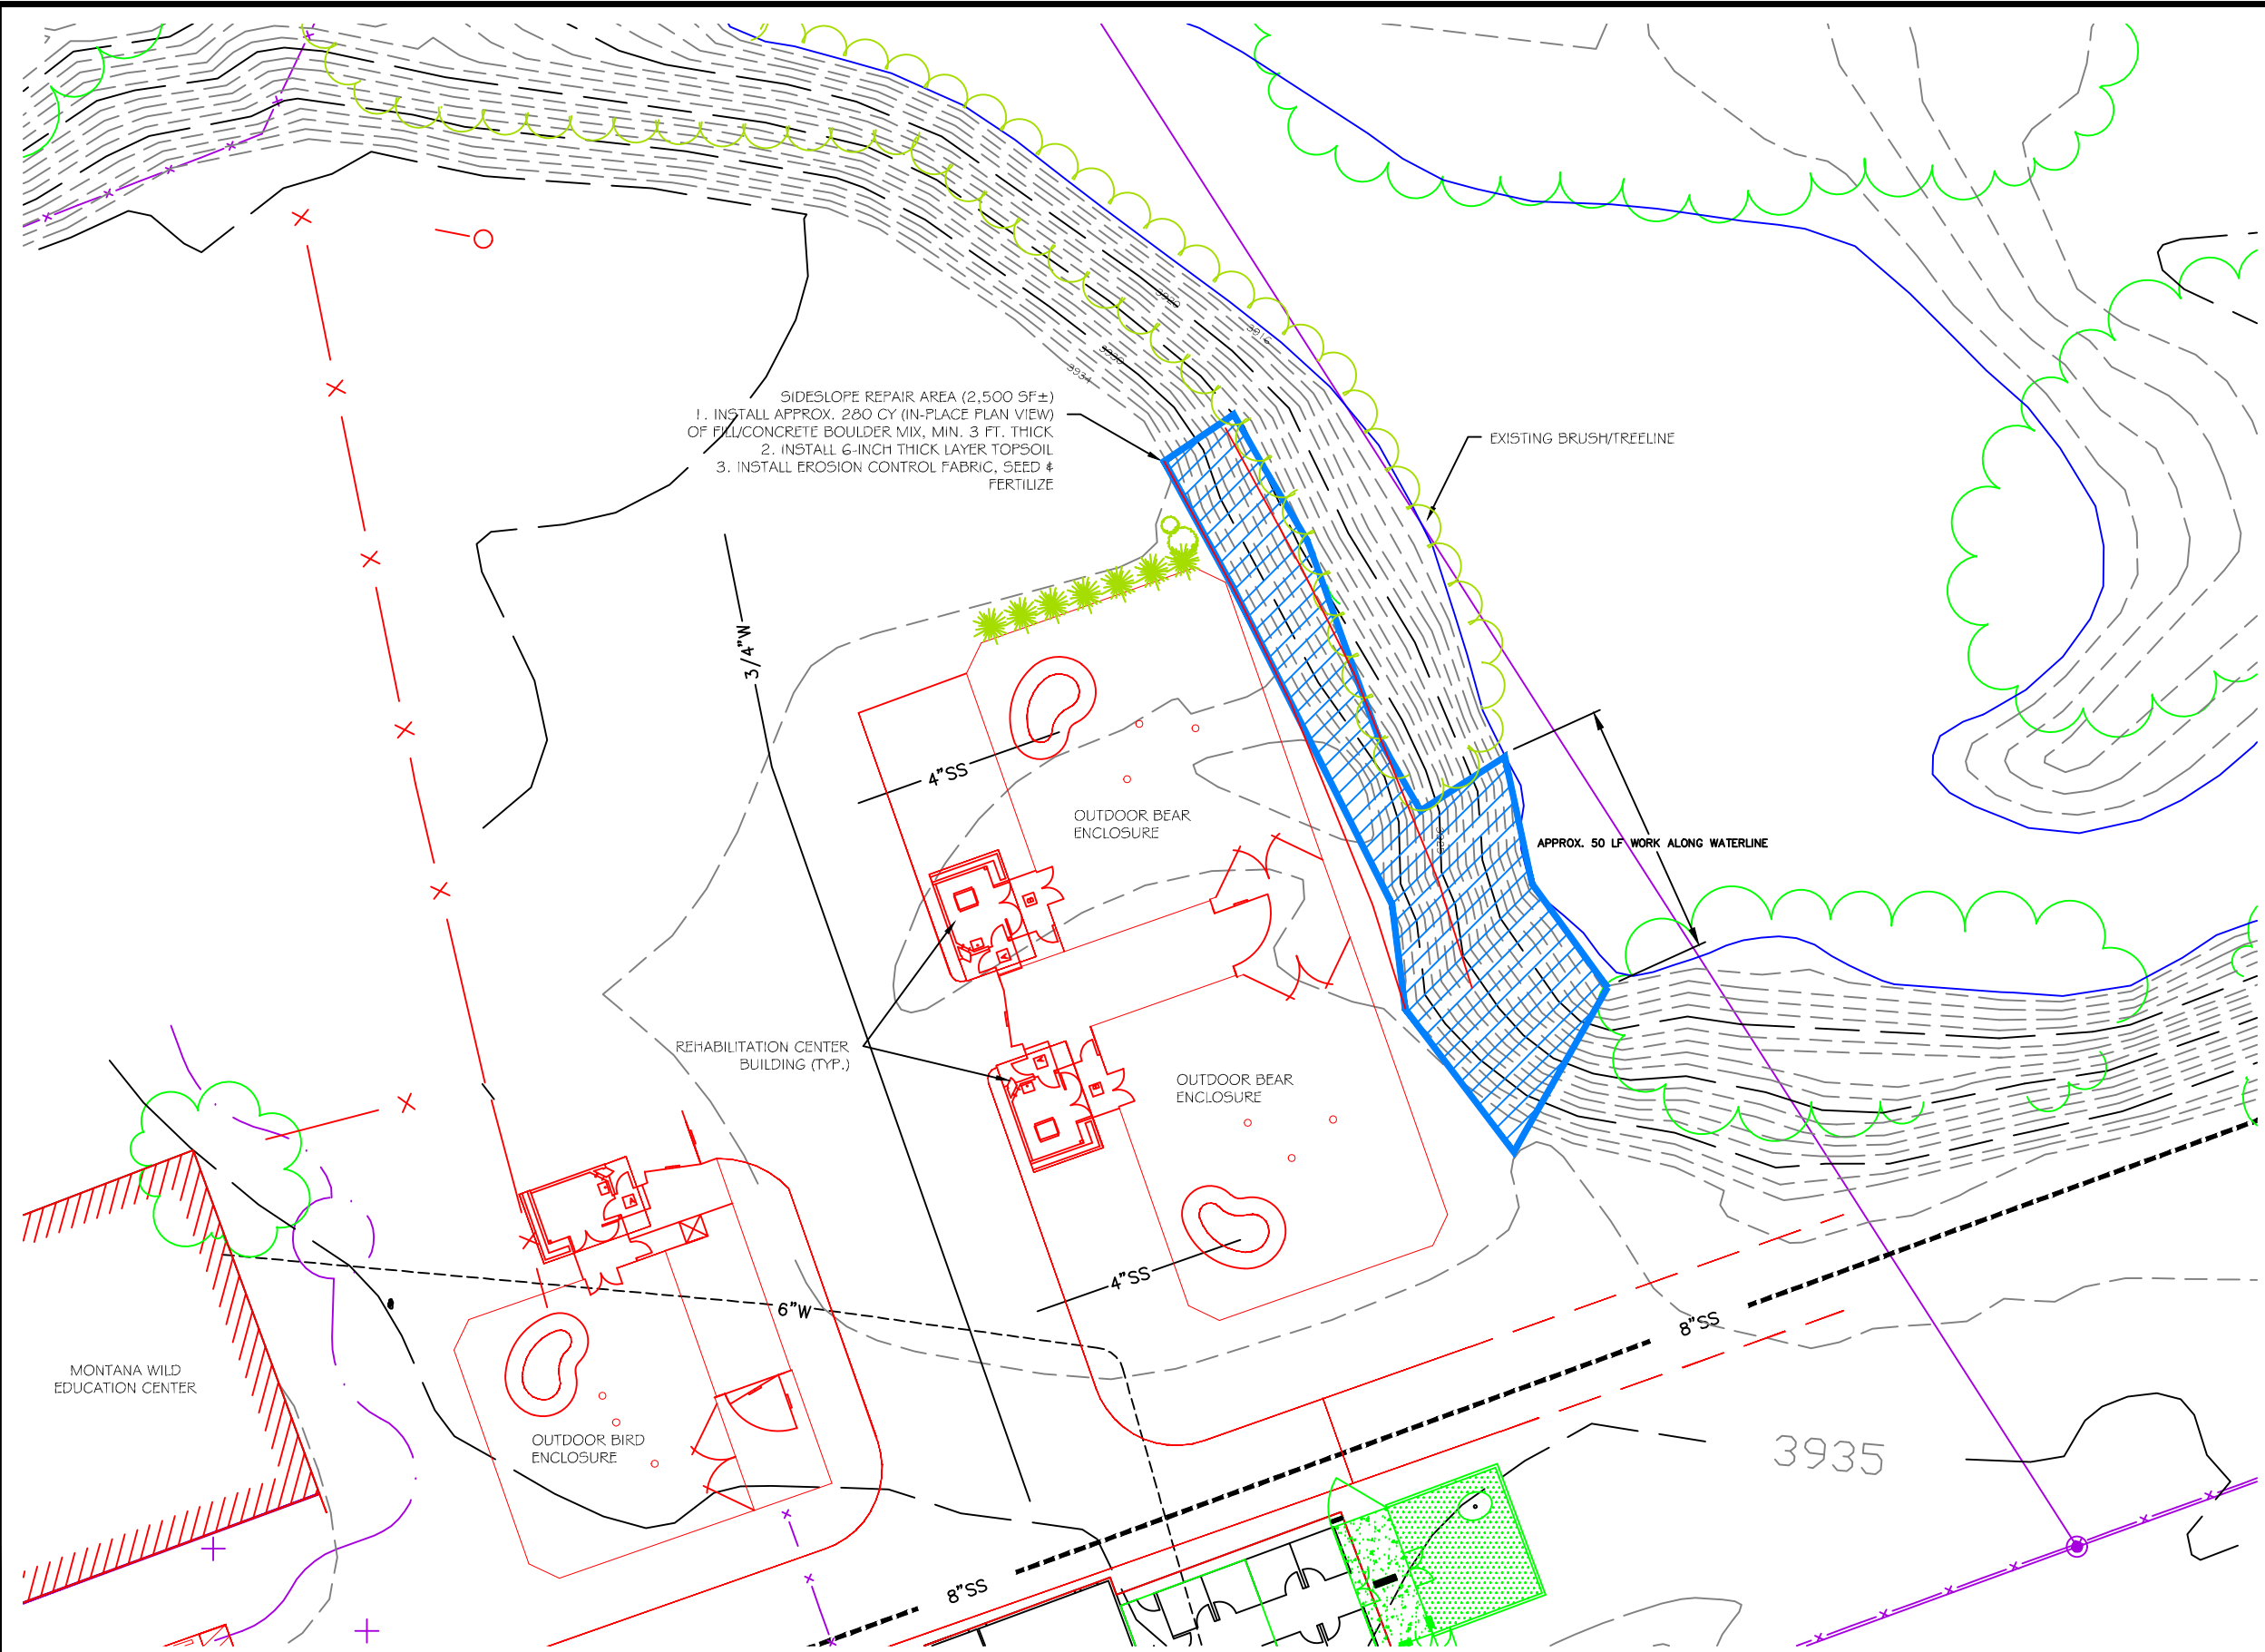 3920
3916
3930
3934
SIDESLOPE REPAIR AREA (2,500 SF±)
1. INSTALL APPROX. 280 CY (IN-PLACE PLAN VIEW)
OF FILL/CONCRETE BOULDER MIX, MIN. 3 FT. THICK
2. INSTALL 6-INCH THICK LAYER TOPSOIL
3. INSTALL EROSION CONTROL FABRIC, SEED &
FERTILIZE
EXISTING BRUSH/TREELINE
3/4"W
4"SS
OUTDOOR BEAR
ENCLOSURE
APPROX. 50 LF WORK ALONG WATERLINE
REHABILITATION CENTER
BUILDING (TYP.)
OUTDOOR BEAR
ENCLOSURE
4"SS
6"W
8"SS
MONTANA WILD
EDUCATION CENTER
OUTDOOR BIRD
ENCLOSURE
3935
8"SS